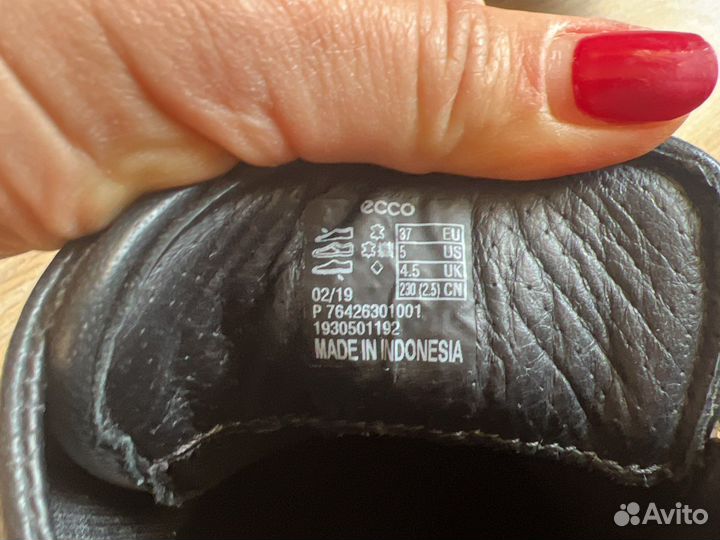 ecco
37 EU
5 US
4.5 UK
230 (2.5) CN
02/19
P 76426301001
1930501192
MADE IN INDONESIA
Avito